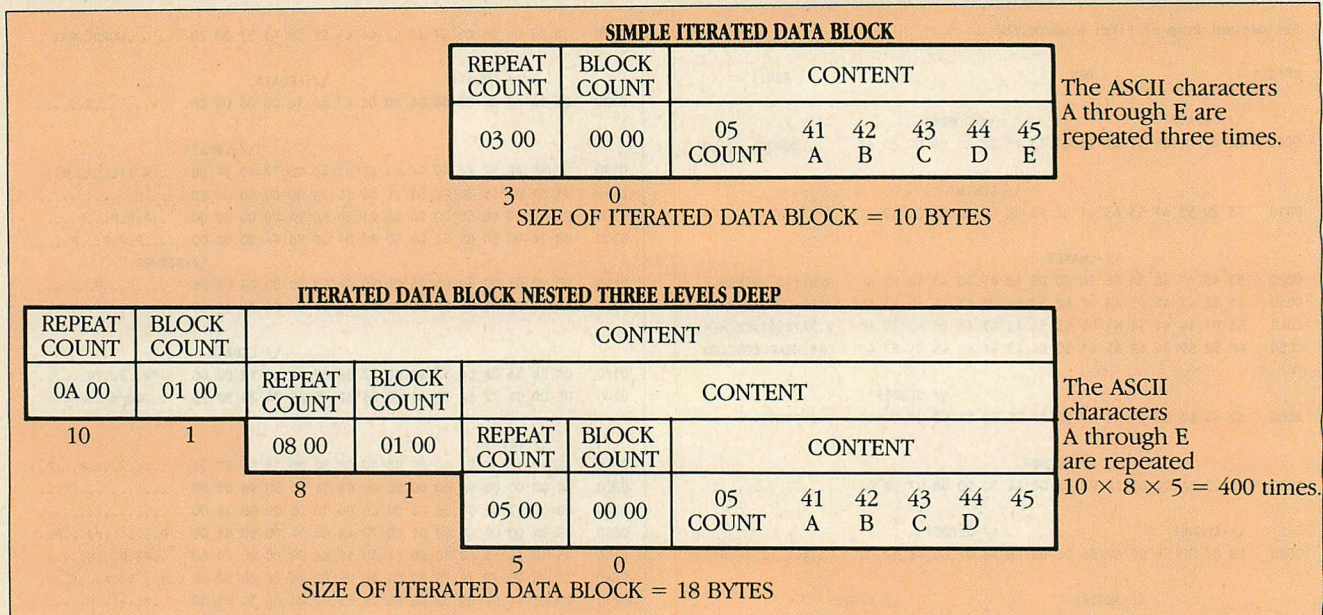 SIMPLE ITERATED DATA BLOCK
REPEAT COUNT BLOCK COUNT CONTENT
03 00 00 00 05 41 42 43 44 45
COUNT A B C D E
3 0
The ASCII characters
A through E are
repeated three times.
SIZE OF ITERATED DATA BLOCK = 10 BYTES
ITERATED DATA BLOCK NESTED THREE LEVELS DEEP
REPEAT COUNT BLOCK COUNT CONTENT
0A 00 01 00 REPEAT COUNT BLOCK COUNT CONTENT
10 1
08 00 01 00 REPEAT COUNT BLOCK COUNT CONTENT
8 1
05 00 00 00 05 41 42 43 44 45
COUNT A B C D
5 0
The ASCII
characters
A through E
are repeated
10 × 8 × 5 = 400 times.
SIZE OF ITERATED DATA BLOCK = 18 BYTES